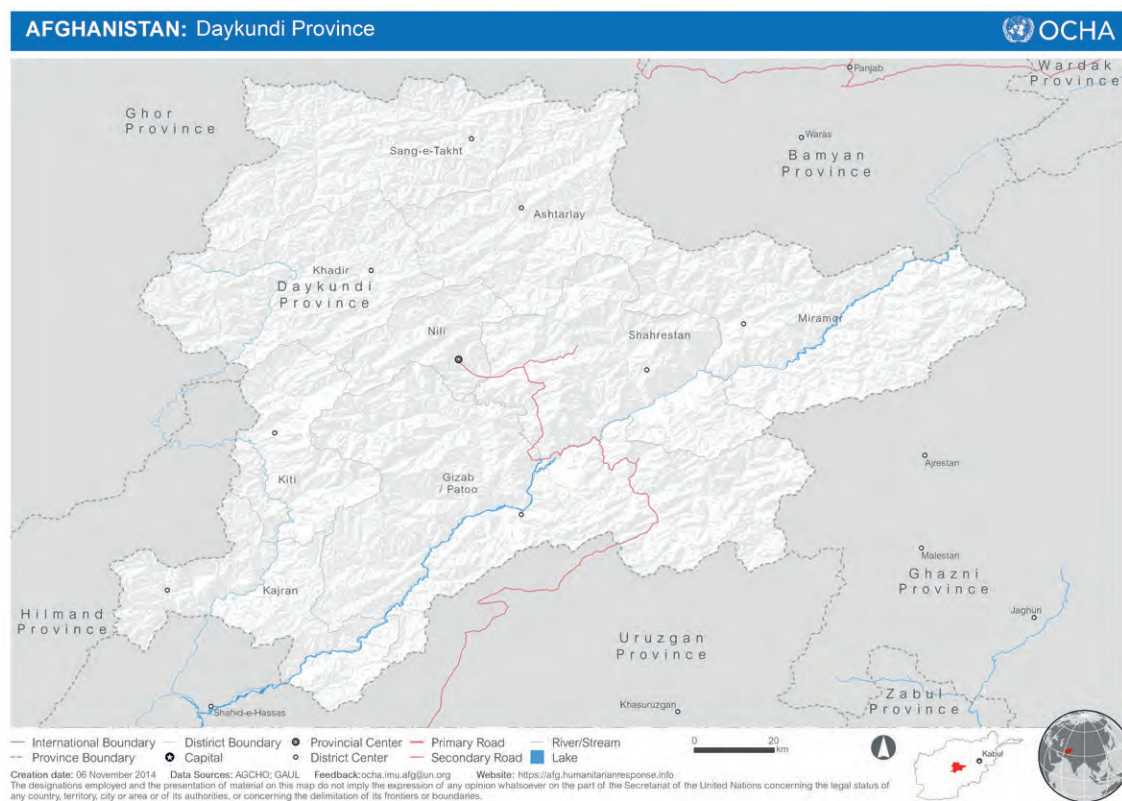 AFGHANISTAN: Daykundi Province
OCHA
Panjab
Wardak
Province
Ghor
Province
Waras
Bamyan
Province
Sang-e-Takht
Ashtarlay
Khadir
Daykundi
Province
Nili
Shahrestan
Miramor
Kiti
Gizab
/ Patoo
Ajrestan
Malestan
Ghazni
Province
Kajran
Hilmand
Province
Jaghuri
Uruzgan
Province
Zabul
Province
Shahid-e-Hassas
Khasuruzgan
International Boundary
District Boundary
Provincial Center
Primary Road
River/Stream
0 20
km
Province Boundary
Capital
District Center
Secondary Road
Lake
Kabul
Creation date: 06 November 2014 Data Sources: AGCHO; GAUL Feedback:ocha.imu.afg@un.org Website: https://afg.humanitarianresponse.info
The designations employed and the presentation of material on this map do not imply the expression of any opinion whatsoever on the part of the Secretariat of the United Nations concerning the legal status of
any country, territory, city or area or of its authorities, or concerning the delimitation of its frontiers or boundaries.